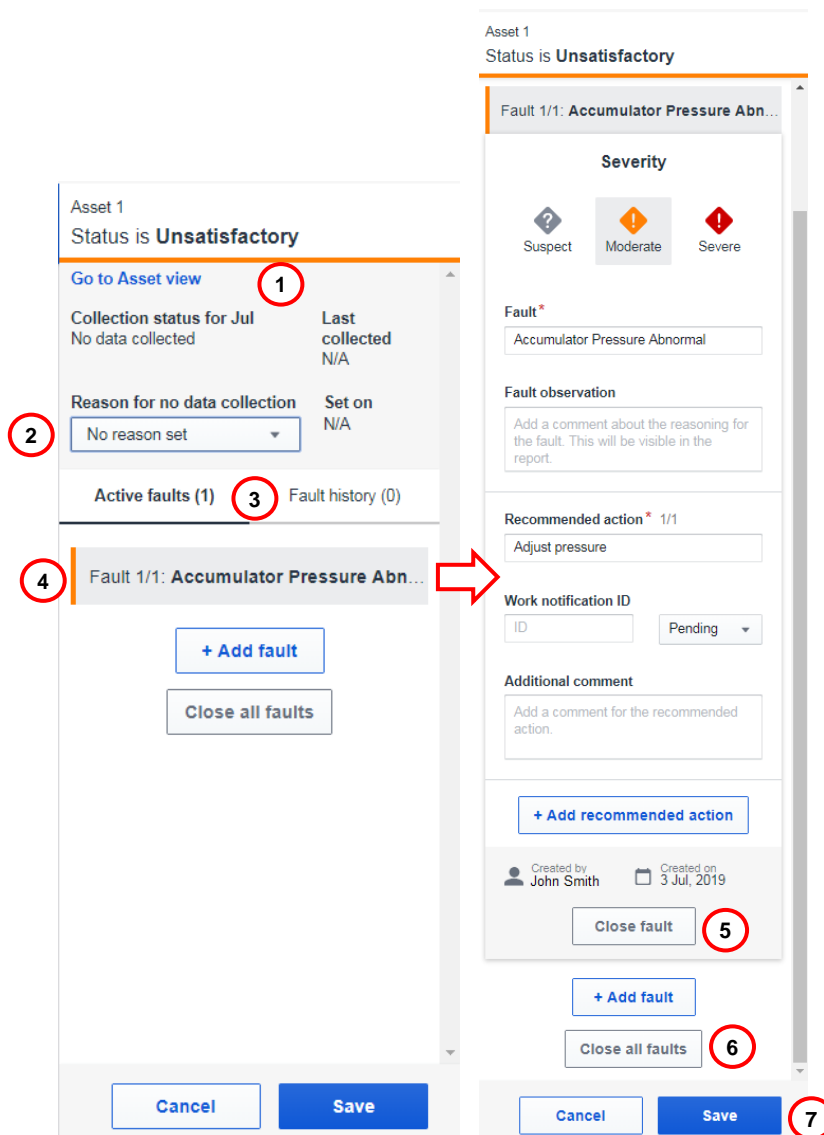 Asset 1
Status is Unsatisfactory
Go to Asset view
1
Collection status for Jul
No data collected
Last
collected
N/A
2
Reason for no data collection
No reason set
Set on
N/A
Active faults (1)
3
Fault history (0)
4
Fault 1/1: Accumulator Pressure Abn...
+ Add fault
Close all faults
Cancel
Save
Asset 1
Status is Unsatisfactory
Fault 1/1: Accumulator Pressure Abn...
Severity
?
!
!
Suspect
Moderate
Severe
Fault*
Accumulator Pressure Abnormal
Fault observation
Add a comment about the reasoning for
the fault. This will be visible in the
report.
Recommended action* 1/1
Adjust pressure
Work notification ID
ID
Pending
Additional comment
Add a comment for the recommended
action.
+ Add recommended action
Created by
John Smith
Created on
3 Jul, 2019
Close fault
5
+ Add fault
Close all faults
6
Cancel
Save
7